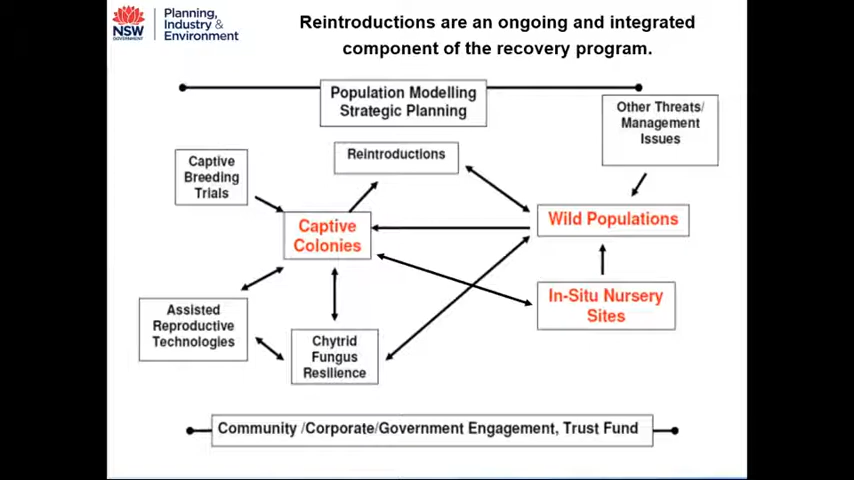 NSW
GOVERNMENT
Planning,
Industry &
Environment
Reintroductions are an ongoing and integrated
component of the recovery program.
Population Modelling
Strategic Planning
Other Threats/
Management
Issues
Reintroductions
Captive
Breeding
Trials
Captive
Colonies
Wild Populations
In-Situ Nursery
Sites
Assisted
Reproductive
Technologies
Chytrid
Fungus
Resilience
Community /Corporate/Government Engagement, Trust Fund